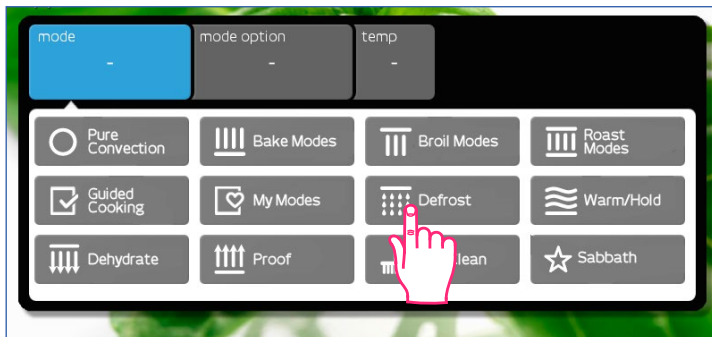 mode mode option temp
- - -
Pure
Convection
Bake Modes
Broil Modes
Roast
Modes
Guided
Cooking
My Modes
Defrost
Warm/Hold
Dehydrate
Proof
lean
Sabbath